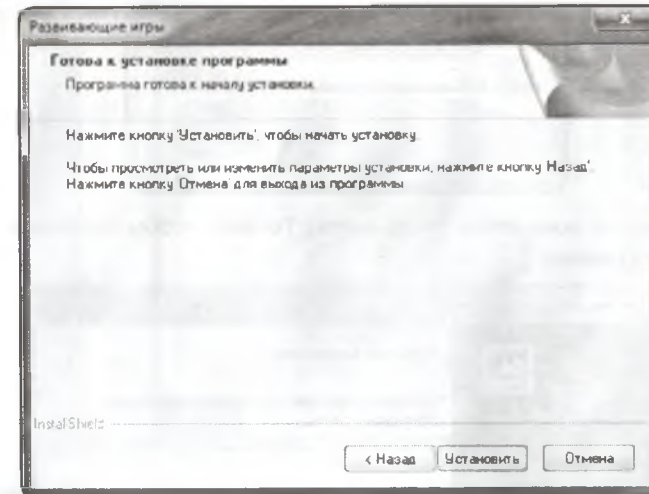 Развивающие игры
Готова к установке программы
Программа готова к началу установки.
Нажмите кнопку 'Установить', чтобы начать установку.
Чтобы просмотреть или изменить параметры установки, нажмите кнопку 'Назад'.
Нажмите кнопку 'Отмена' для выхода из программы
InstallShield
< Назад
Установить
Отмена